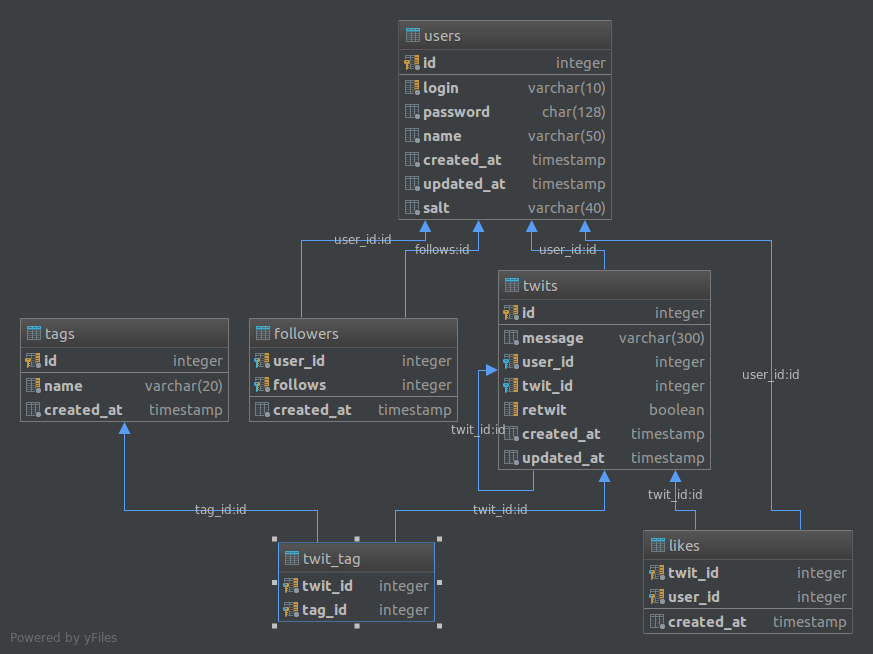 users
id integer
login varchar(10)
password char(128)
name varchar(50)
created_at timestamp
updated_at timestamp
salt varchar(40)
user_id:id
follows:id
user_id:id
twits
id integer
message varchar(300)
user_id integer
twit_id integer
retwit boolean
created_at timestamp
updated_at timestamp
tags
id integer
name varchar(20)
created_at timestamp
followers
user_id integer
follows integer
created_at timestamp
user_id:id
twit_id:id
twit_id:id
tag_id:id
twit_id:id
twit_tag
twit_id integer
tag_id integer
likes
twit_id integer
user_id integer
created_at timestamp
Powered by yFiles